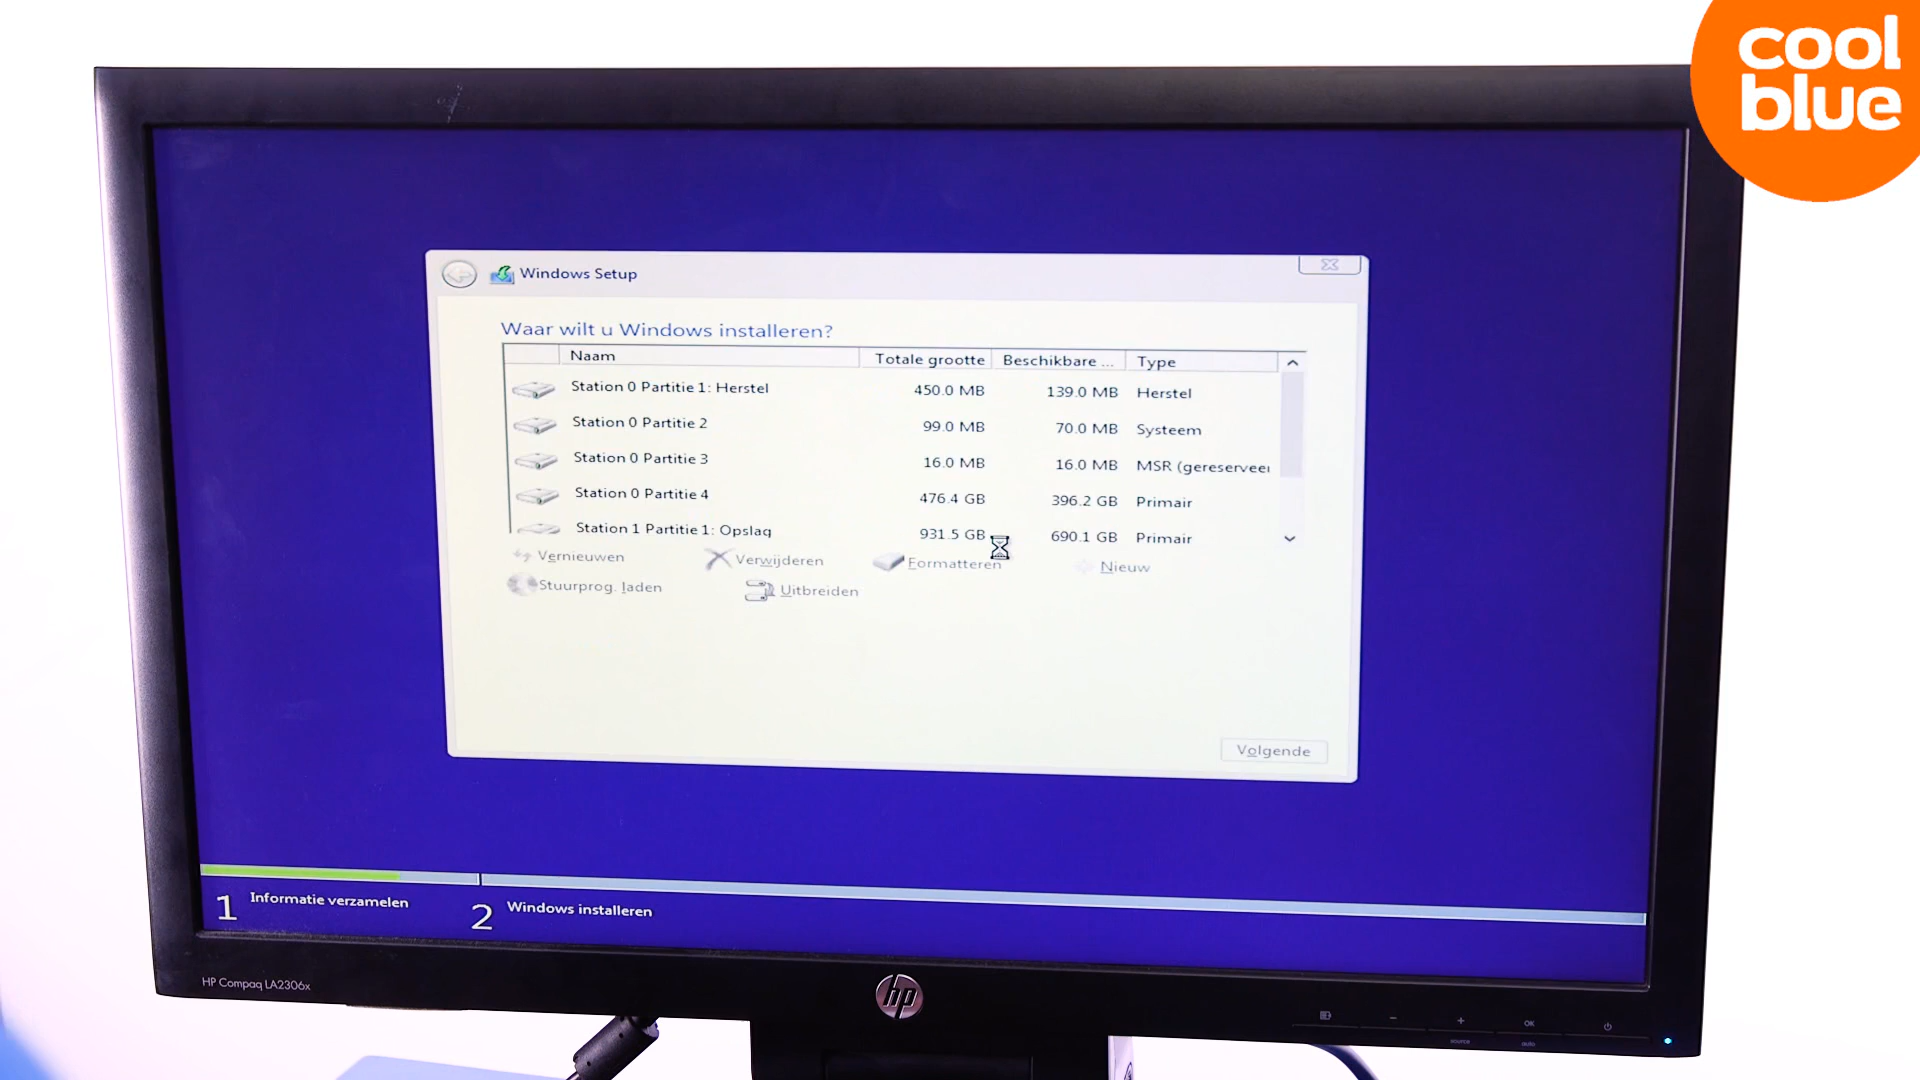 cool
blue
Windows Setup
Waar wilt u Windows installeren?
Naam Totale grootte Beschikbare ... Type
Station 0 Partitie 1: Herstel 450.0 MB 139.0 MB Herstel
Station 0 Partitie 2 99.0 MB 70.0 MB Systeem
Station 0 Partitie 3 16.0 MB 16.0 MB MSR (gereserveer
Station 0 Partitie 4 476.4 GB 396.2 GB Primair
Station 1 Partitie 1: Opslag 931.5 GB 690.1 GB Primair
Vernieuwen Verwijderen Formatteren Nieuw
Stuurprog. laden Uitbreiden
Volgende
1 Informatie verzamelen 2 Windows installeren
HP Compaq LA2306x
hp
- + OK
source auto